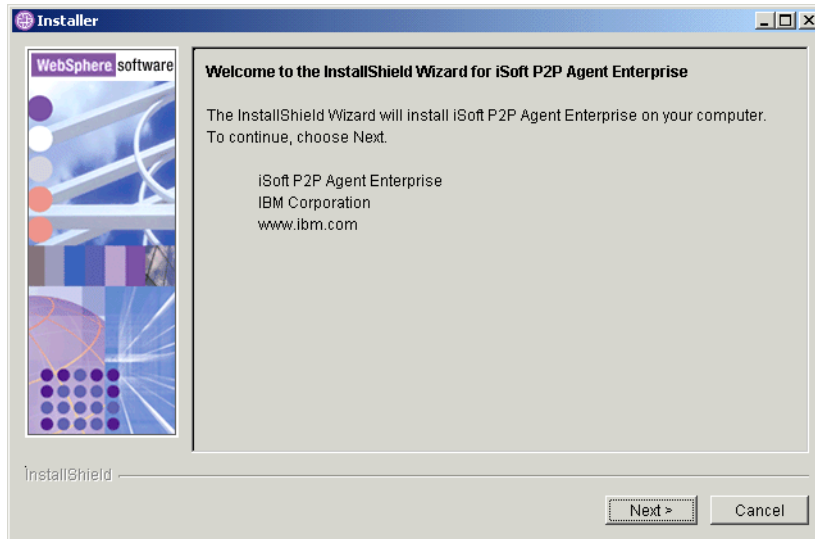 Installer
WebSphere software
Welcome to the InstallShield Wizard for iSoft P2P Agent Enterprise
The InstallShield Wizard will install iSoft P2P Agent Enterprise on your computer.
To continue, choose Next.
iSoft P2P Agent Enterprise
IBM Corporation
www.ibm.com
InstallShield
Next >
Cancel